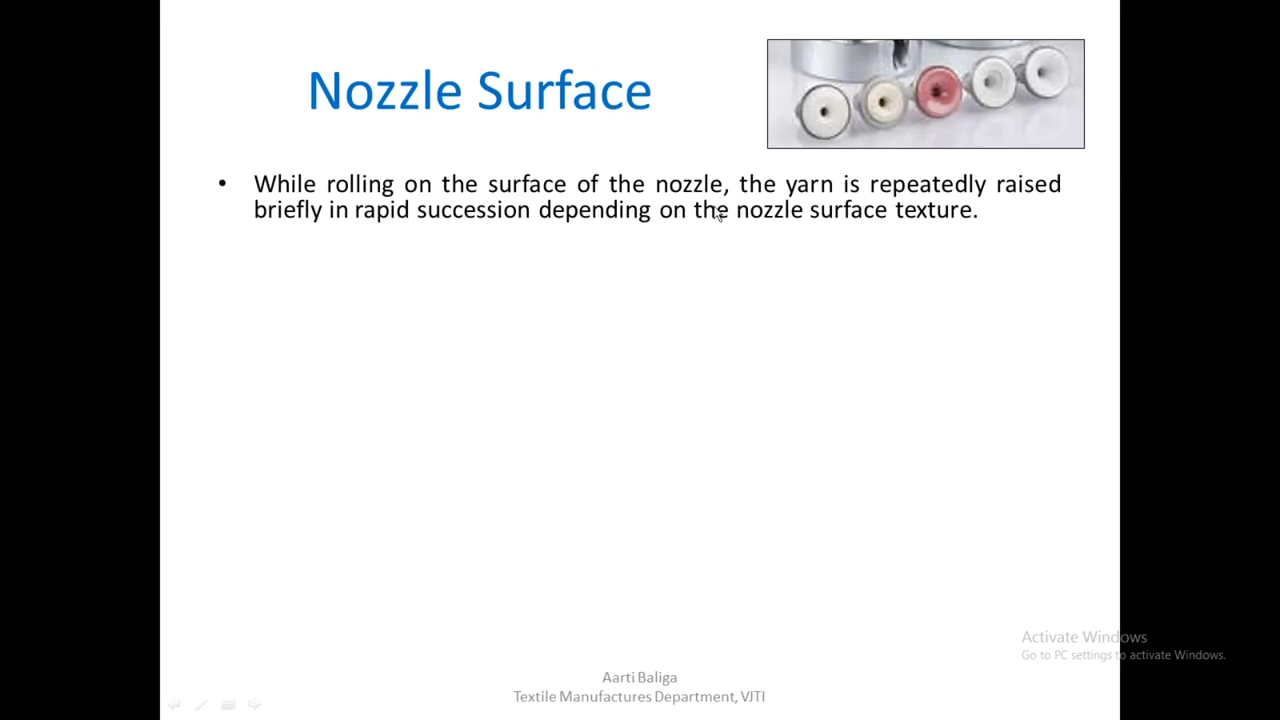 Nozzle Surface
• While rolling on the surface of the nozzle, the yarn is repeatedly raised
briefly in rapid succession depending on the nozzle surface texture.
Activate Windows
Go to PC settings to activate Windows.
Aarti Baliga
Textile Manufactures Department, VJTI